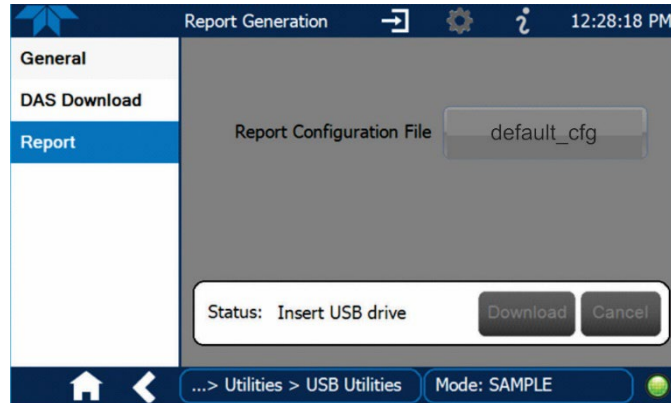 Report Generation
12:28:18 PM
General
DAS Download
Report
Report Configuration File
default_cfg
Status: Insert USB drive
Download
Cancel
...> Utilities > USB Utilities
Mode: SAMPLE